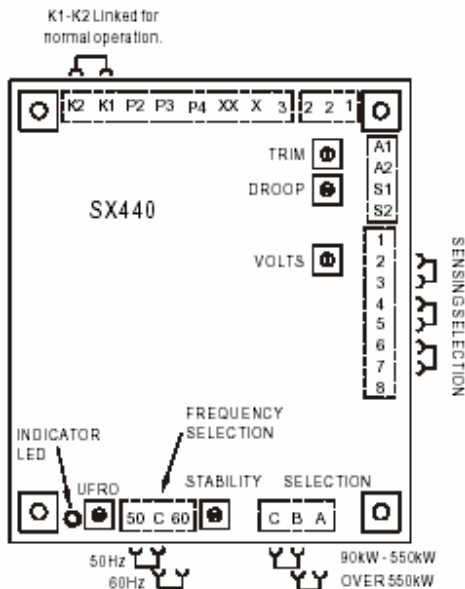 K1-K2 Linked for
normal operation.
K2 K1 P2 P3 P4 XX X 3 2 2 1
TRIM
A1
A2
DROOP
S1
S2
SX440
VOLTS
1
2
3
4
5
6
7
8
SENSING SELECTION
FREQUENCY
SELECTION
INDICATOR
LED
UFRO
STABILITY
SELECTION
50 C 60
C B A
50Hz
60Hz
90kW - 550kW
OVER 550kW